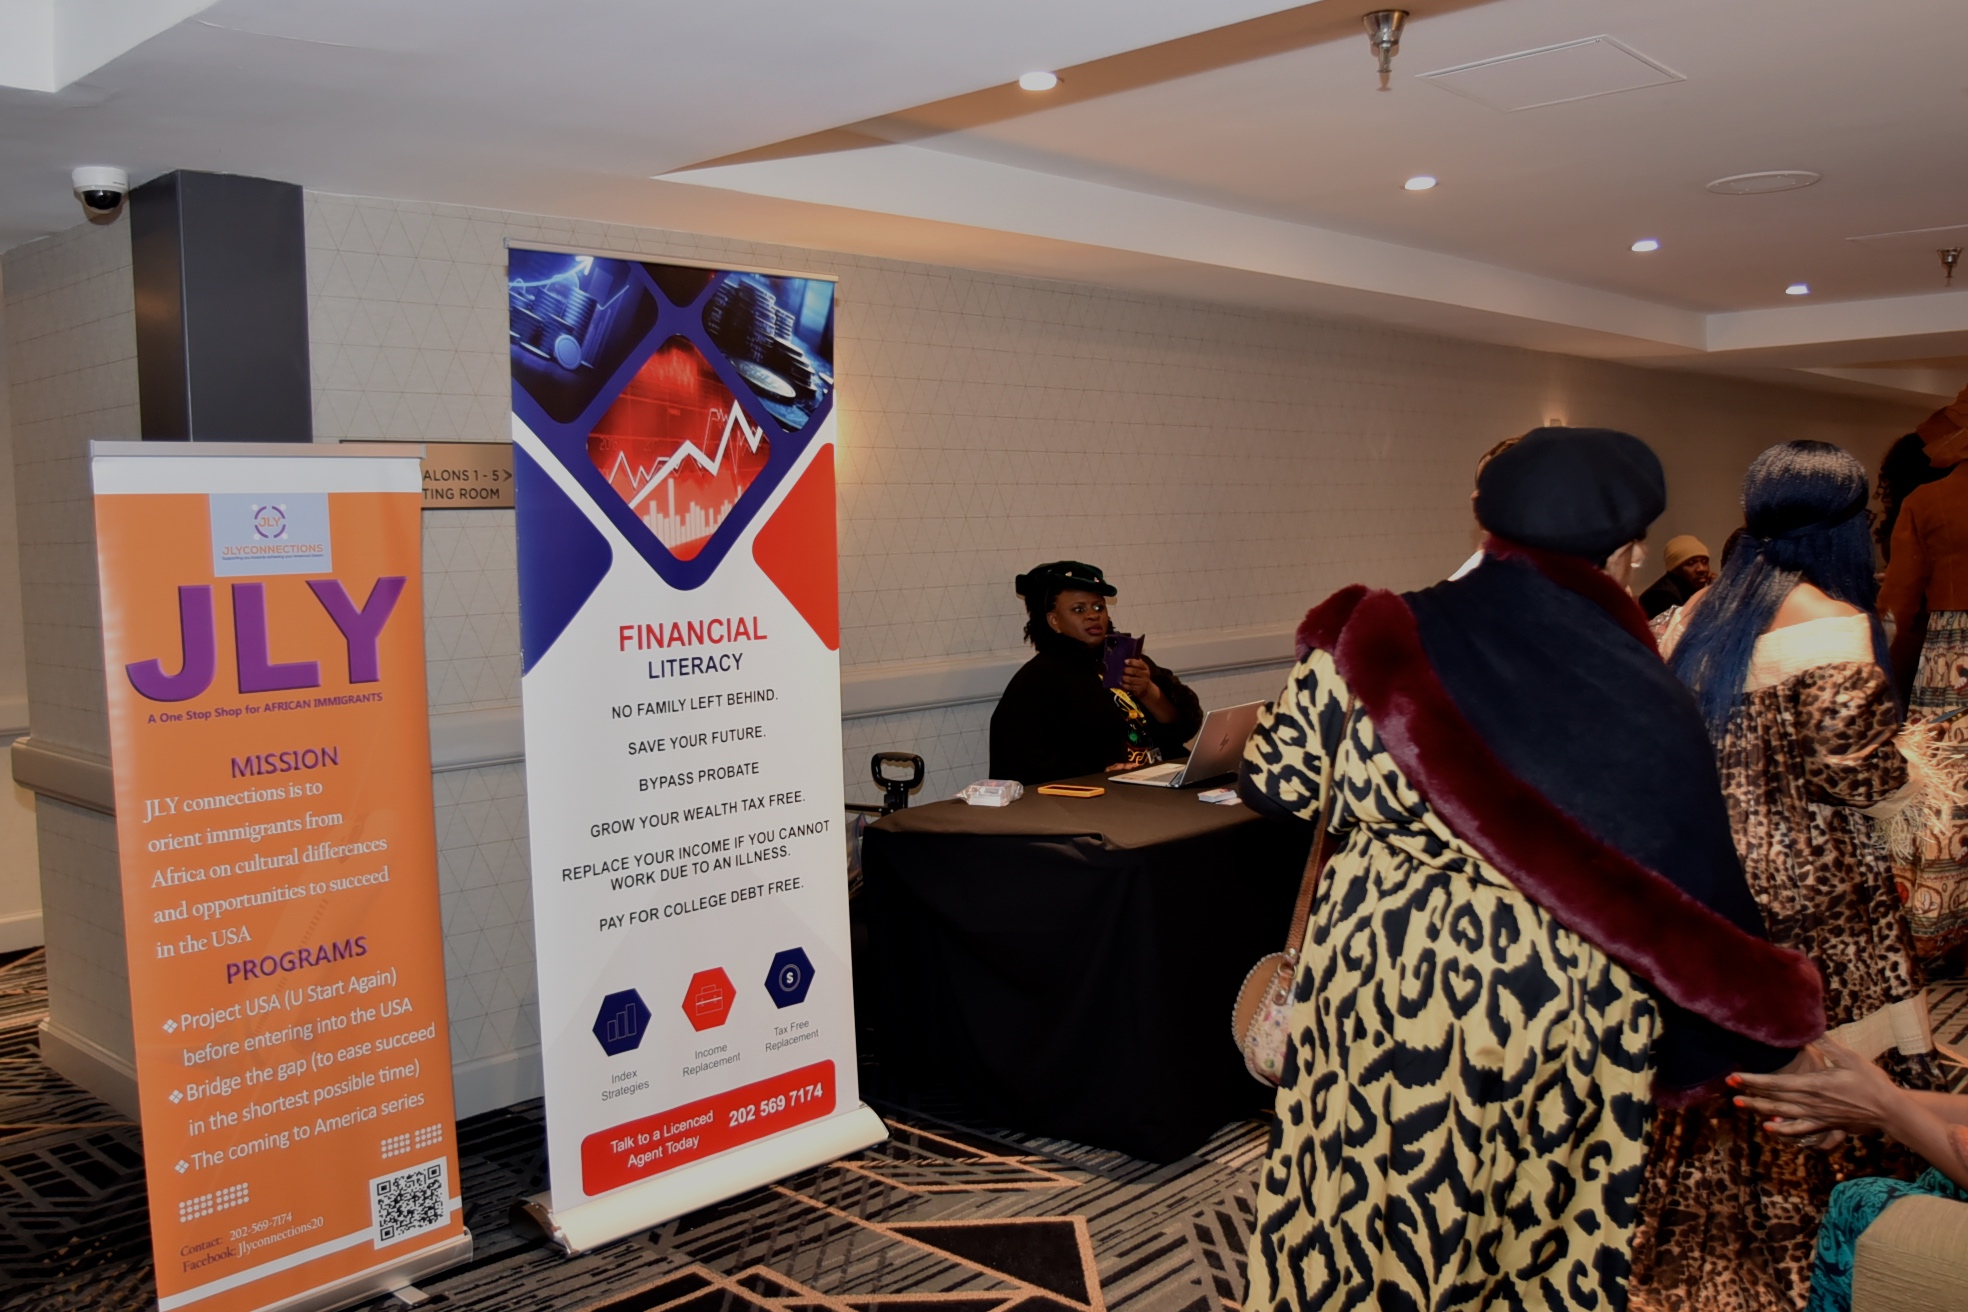 JLY
JLYCONNECTIONS
JLY
A One Stop Shop for AFRICAN IMMIGRANTS
MISSION
JLY connections is to
orient immigrants from
Africa on cultural differences
and opportunities to succeed
in the USA
PROGRAMS
❖Project USA (U Start Again)
before entering into the USA
❖Bridge the gap (to ease succeed
in the shortest possible time)
❖The coming to America series
Contact: 202-569-7174
Facebook: Jlyconnections20
ALONS 1 - 5 >
TING ROOM
FINANCIAL
LITERACY
NO FAMILY LEFT BEHIND.
SAVE YOUR FUTURE.
BYPASS PROBATE
GROW YOUR WEALTH TAX FREE.
REPLACE YOUR INCOME IF YOU CANNOT
WORK DUE TO AN ILLNESS.
PAY FOR COLLEGE DEBT FREE.
$
Index
Strategies
Income
Replacement
Tax Free
Replacement
Talk to a Licenced
Agent Today
202 569 7174